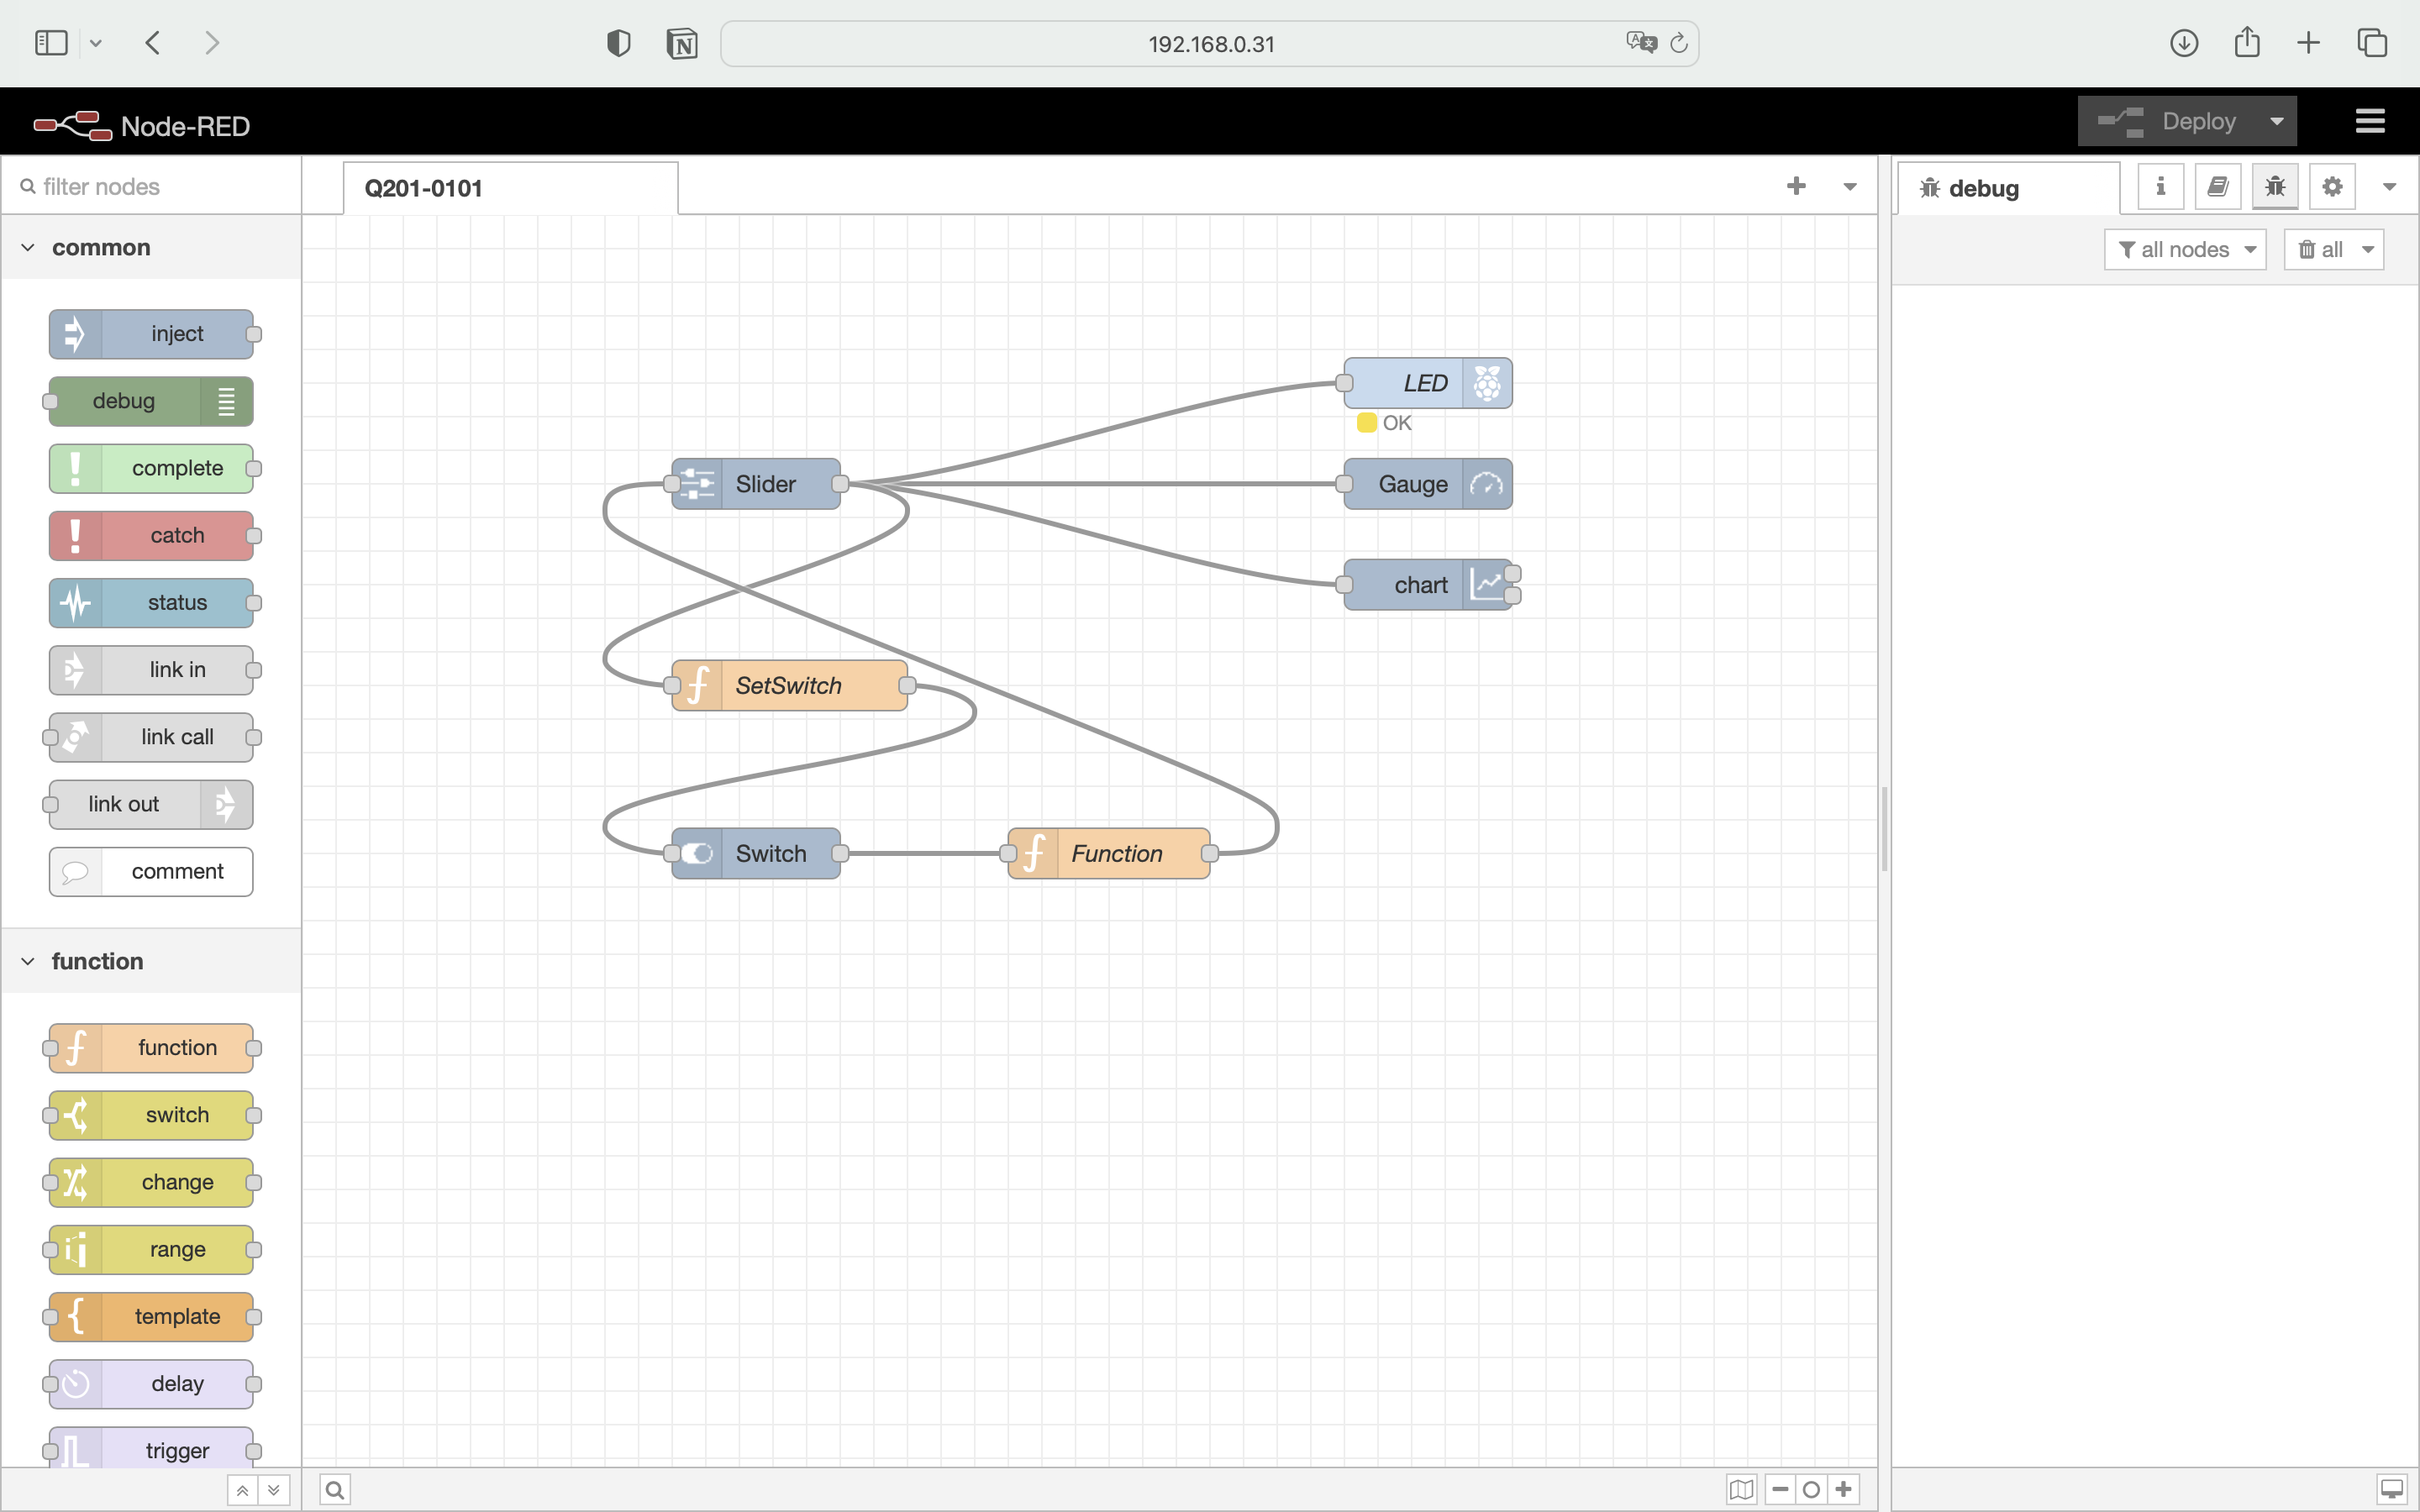 192.168.0.31
Node-RED
Deploy
filter nodes
Q201-0101
debug
common
all nodes
all
inject
debug
complete
catch
status
link in
link call
link out
comment
function
function
switch
change
range
template
delay
trigger
LED
OK
Slider
Gauge
chart
SetSwitch
Switch
Function